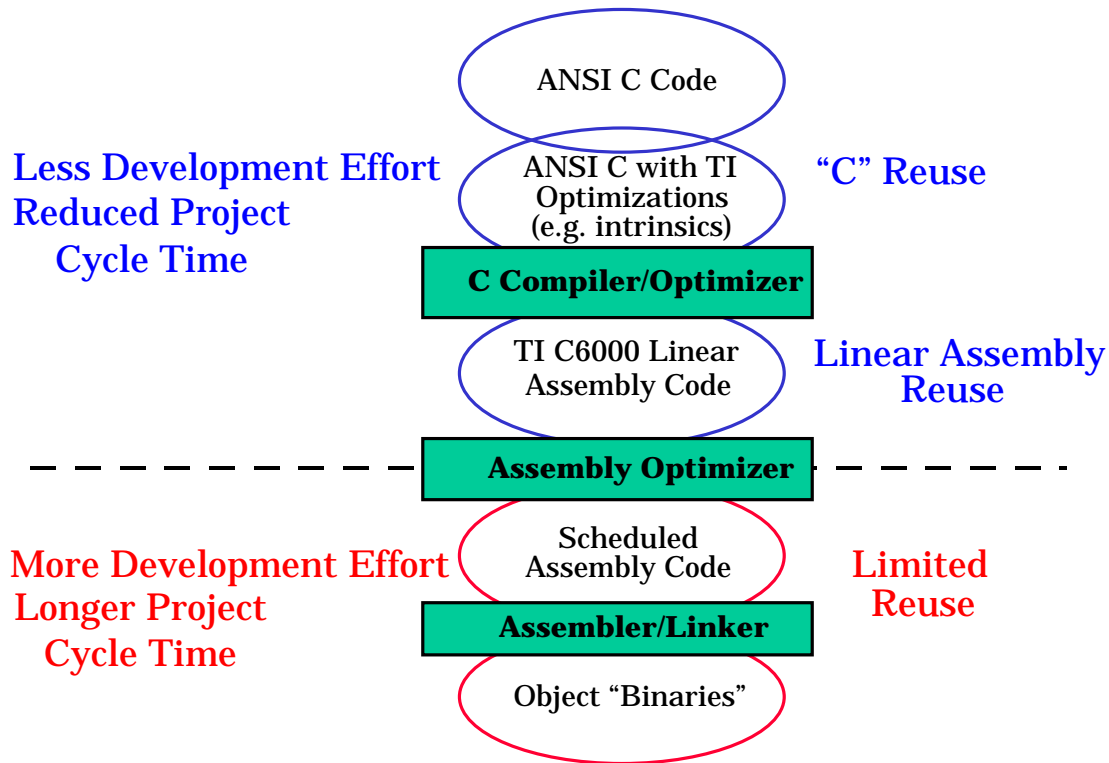 ANSI C Code
Less Development Effort
Reduced Project
Cycle Time
ANSI C with TI
Optimizations
(e.g. intrinsics)
“C” Reuse
C Compiler/Optimizer
TI C6000 Linear
Assembly Code
Linear Assembly
Reuse
Assembly Optimizer
More Development Effort
Longer Project
Cycle Time
Scheduled
Assembly Code
Limited
Reuse
Assembler/Linker
Object “Binaries”